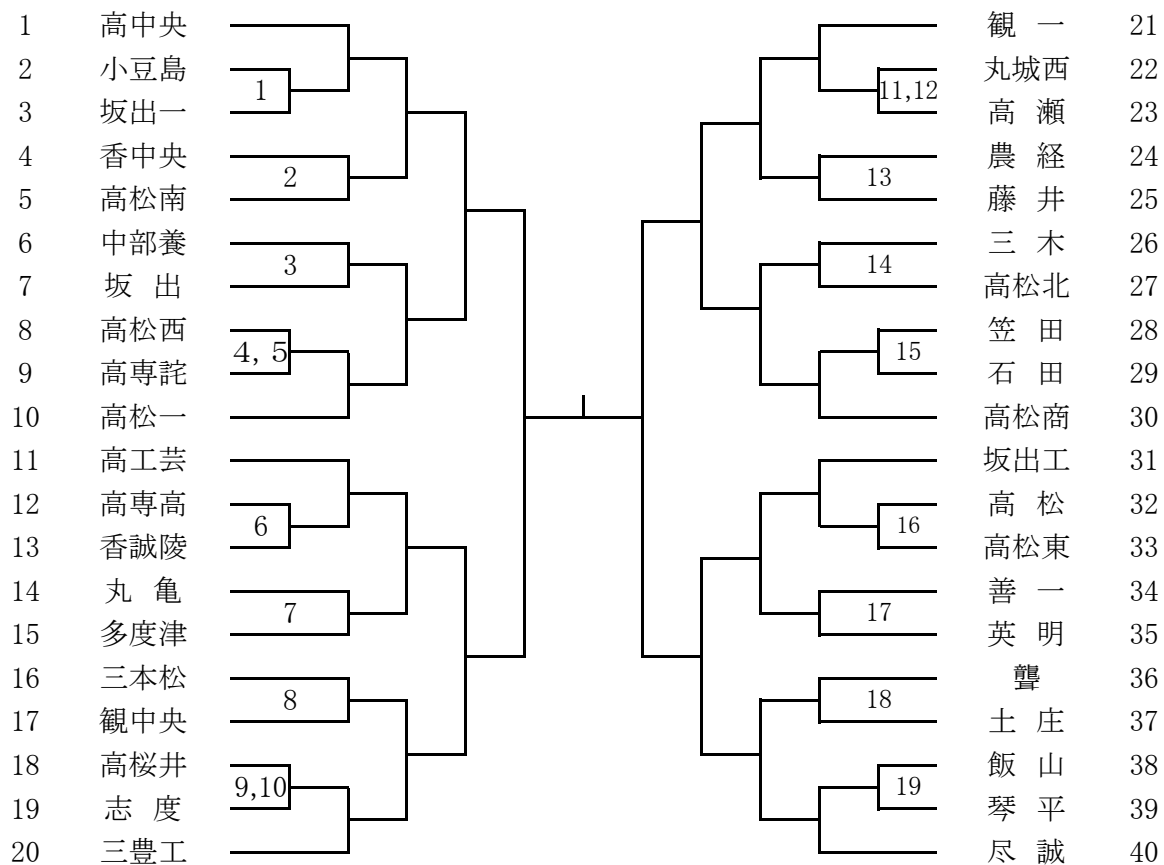 1 高中央 観 一 21
2 小豆島 丸城西 22
1 11,12
3 坂出一 高 瀬 23
4 香中央 農 経 24
2 13
5 高松南 藤 井 25
6 中部養 三 木 26
3 14
7 坂 出 高松北 27
8 高松西 笠 田 28
4, 5 15
9 高専詫 石 田 29
10 高松一 高松商 30
11 高工芸 坂出工 31
12 高専高 高 松 32
6 16
13 香誠陵 高松東 33
14 丸 亀 善 一 34
7 17
15 多度津 英 明 35
16 三本松 聾 36
8 18
17 観中央 土 庄 37
18 高桜井 飯 山 38
9,10 19
19 志 度 琴 平 39
20 三豊工 尽 誠 40